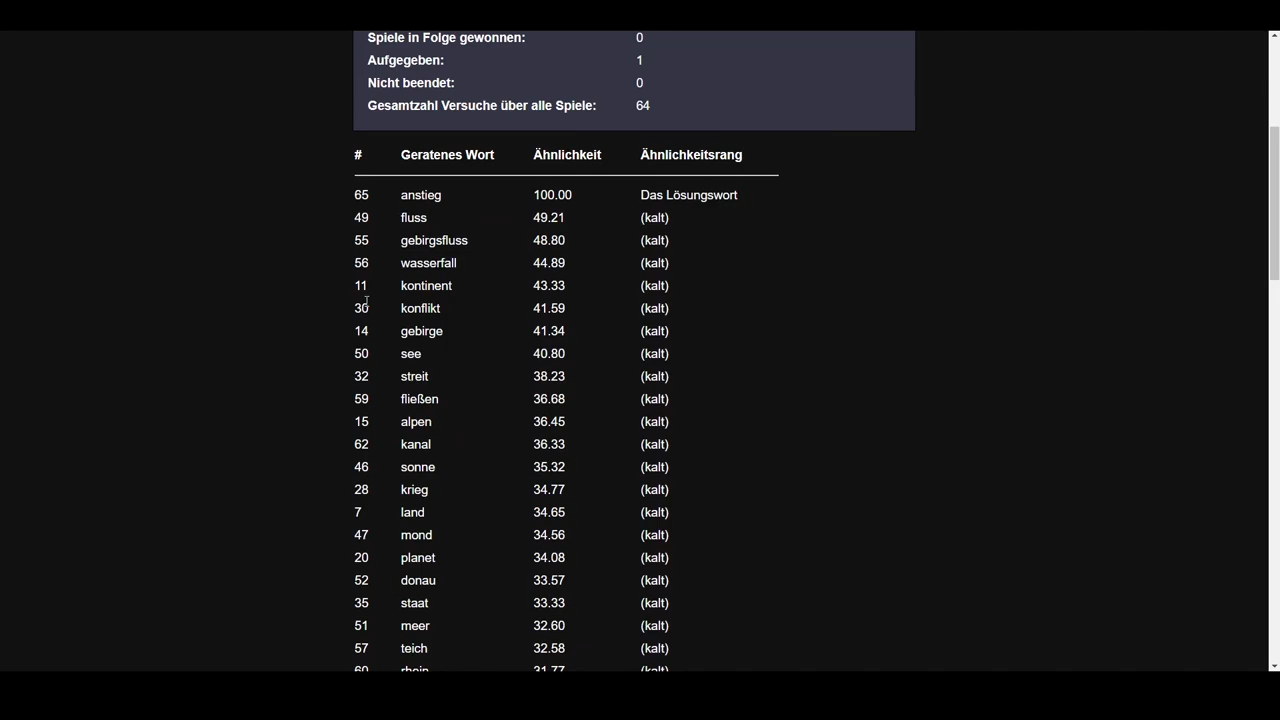 Spiele in Folge gewonnen: 0
Aufgegeben: 1
Nicht beendet: 0
Gesamtzahl Versuche über alle Spiele: 64
# Geratenes Wort Ähnlichkeit Ähnlichkeitsrang
65 anstieg 100.00 Das Lösungswort
49 fluss 49.21 (kalt)
55 gebirgsfluss 48.80 (kalt)
56 wasserfall 44.89 (kalt)
11 kontinent 43.33 (kalt)
30 konflikt 41.59 (kalt)
14 gebirge 41.34 (kalt)
50 see 40.80 (kalt)
32 streit 38.23 (kalt)
59 fließen 36.68 (kalt)
15 alpen 36.45 (kalt)
62 kanal 36.33 (kalt)
46 sonne 35.32 (kalt)
28 krieg 34.77 (kalt)
7 land 34.65 (kalt)
47 mond 34.56 (kalt)
20 planet 34.08 (kalt)
52 donau 33.57 (kalt)
35 staat 33.33 (kalt)
51 meer 32.60 (kalt)
57 teich 32.58 (kalt)
60 rhein 31.77 (kalt)